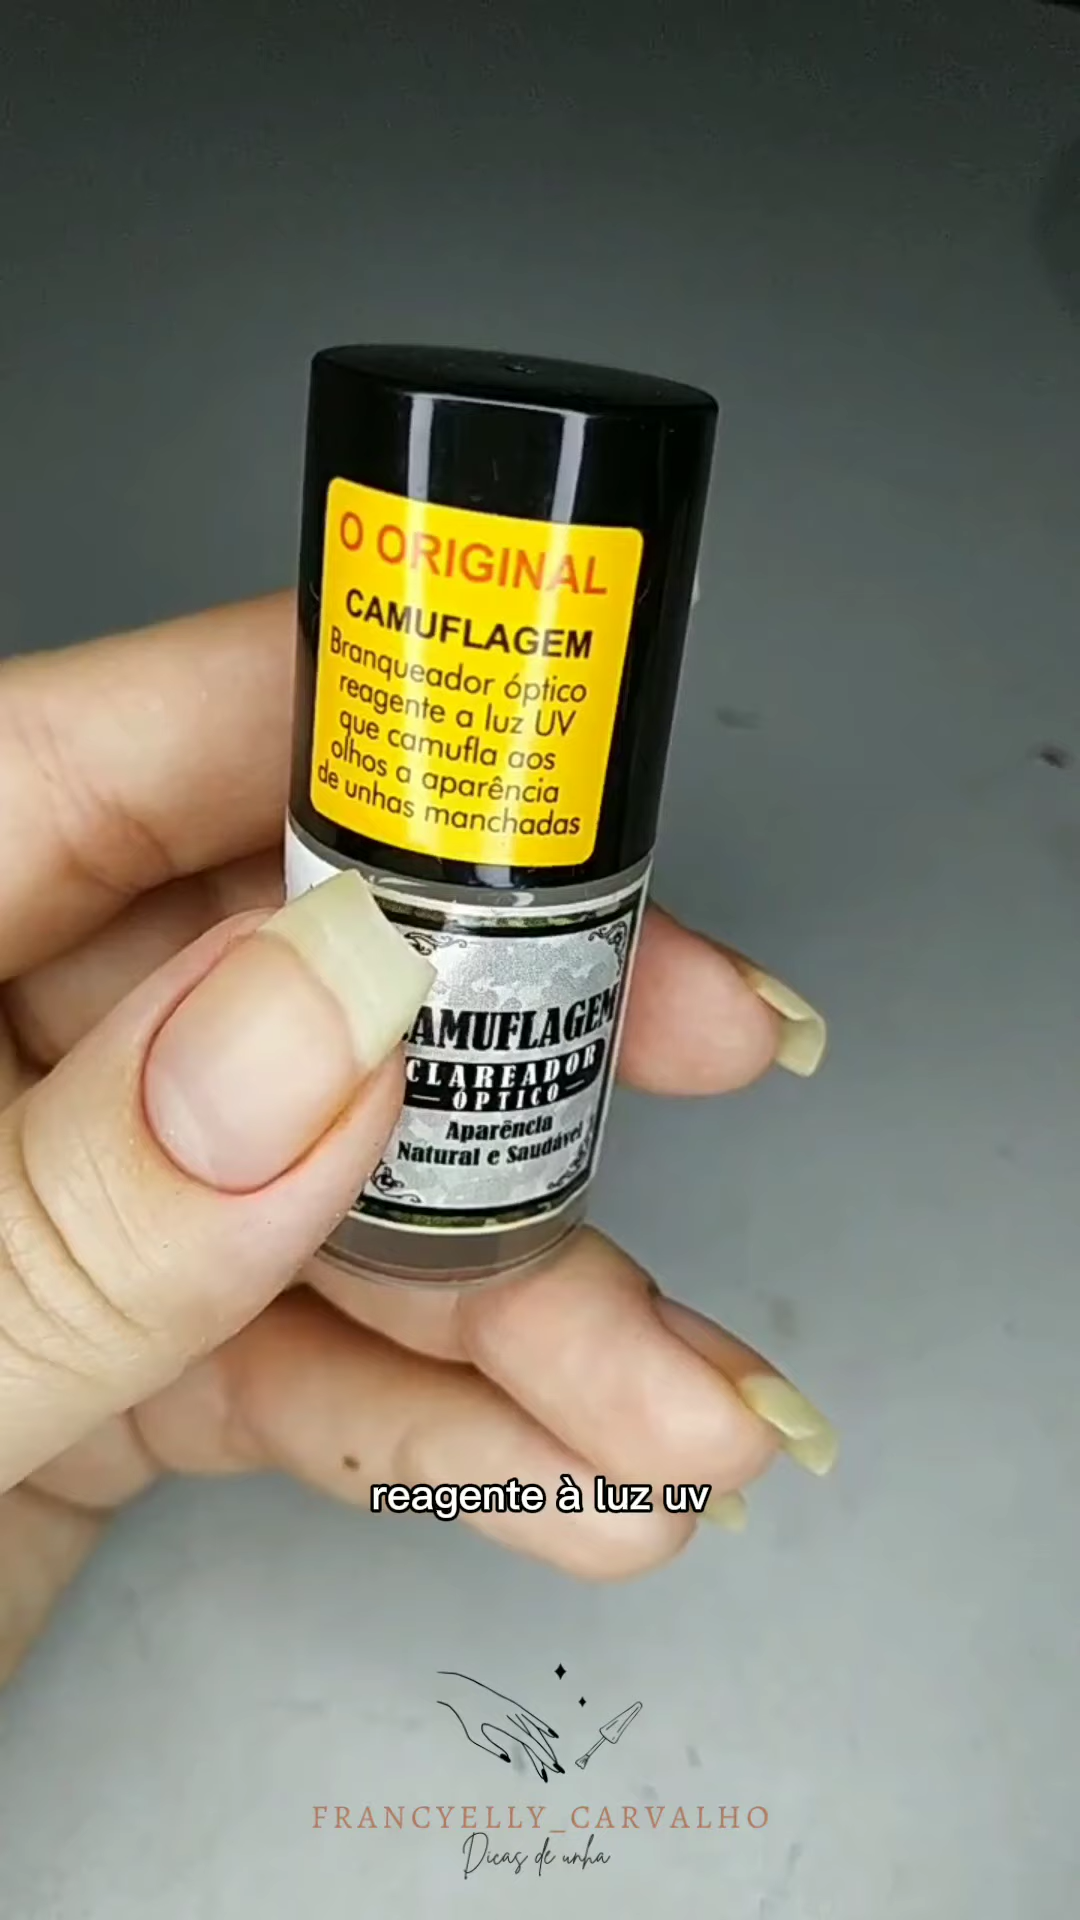 O ORIGINAL
CAMUFLAGEM
Branqueador óptico
reagente a luz UV
que camufla aos
olhos a aparência
de unhas manchadas
CAMUFLAGEM
CLAREADOR
ÓPTICO
Aparência
Natural e Saudável
reagente à luz uv
FRANCYELLY_CARVALHO
Dicas de unha